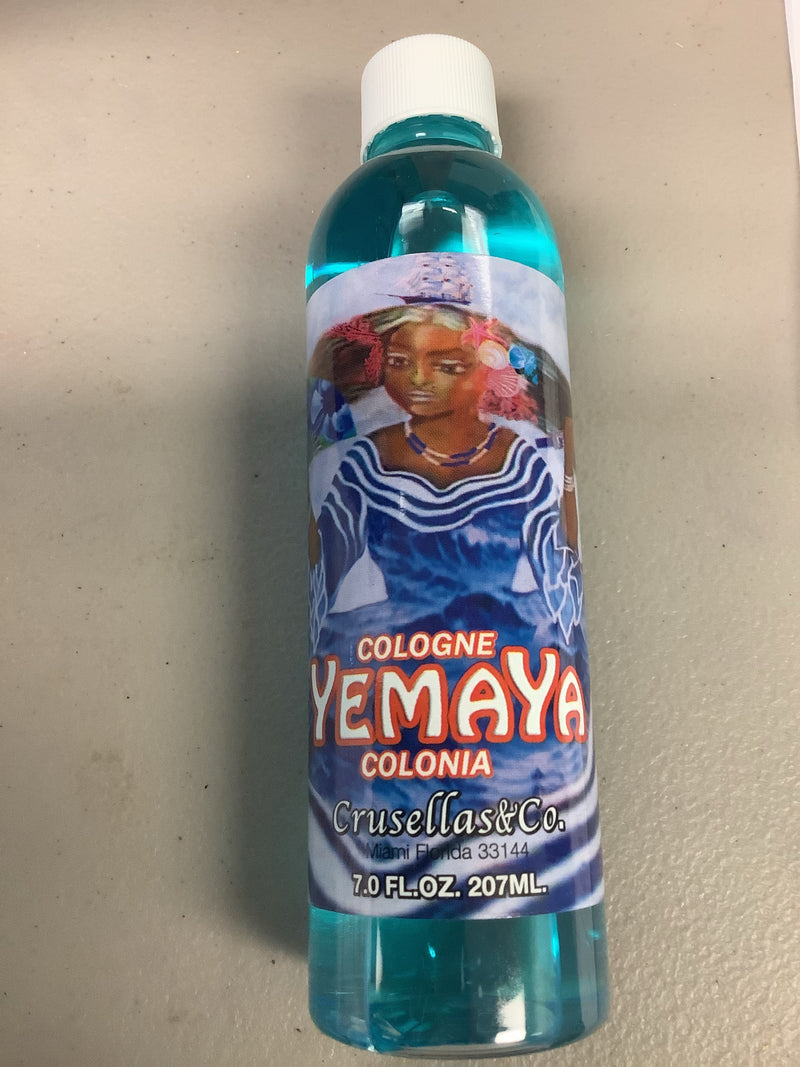 COLOGNE
YEMAYA
COLONIA
Crusellas&Co.
Miami Florida 33144
7.0 FL.OZ. 207ML.